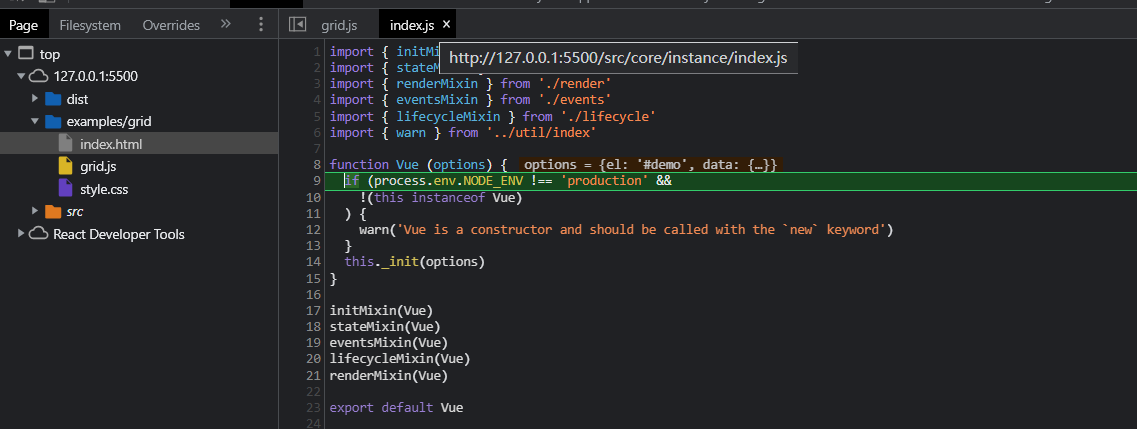 Page Filesystem Overrides » grid.js index.js ×
top
127.0.0.1:5500
dist
examples/grid
index.html
grid.js
style.css
src
React Developer Tools
http://127.0.0.1:5500/src/core/instance/index.js
1 import { initMi
2 import { stateM
3 import { renderMixin } from './render'
4 import { eventsMixin } from './events'
5 import { lifecycleMixin } from './lifecycle'
6 import { warn } from '../util/index'
7
8 function Vue (options) { options = {el: '#demo', data: {…}}
9 if (process.env.NODE_ENV !== 'production' &&
10 !(this instanceof Vue)
11 ) {
12 warn('Vue is a constructor and should be called with the `new` keyword')
13 }
14 this._init(options)
15 }
16
17 initMixin(Vue)
18 stateMixin(Vue)
19 eventsMixin(Vue)
20 lifecycleMixin(Vue)
21 renderMixin(Vue)
22
23 export default Vue
24